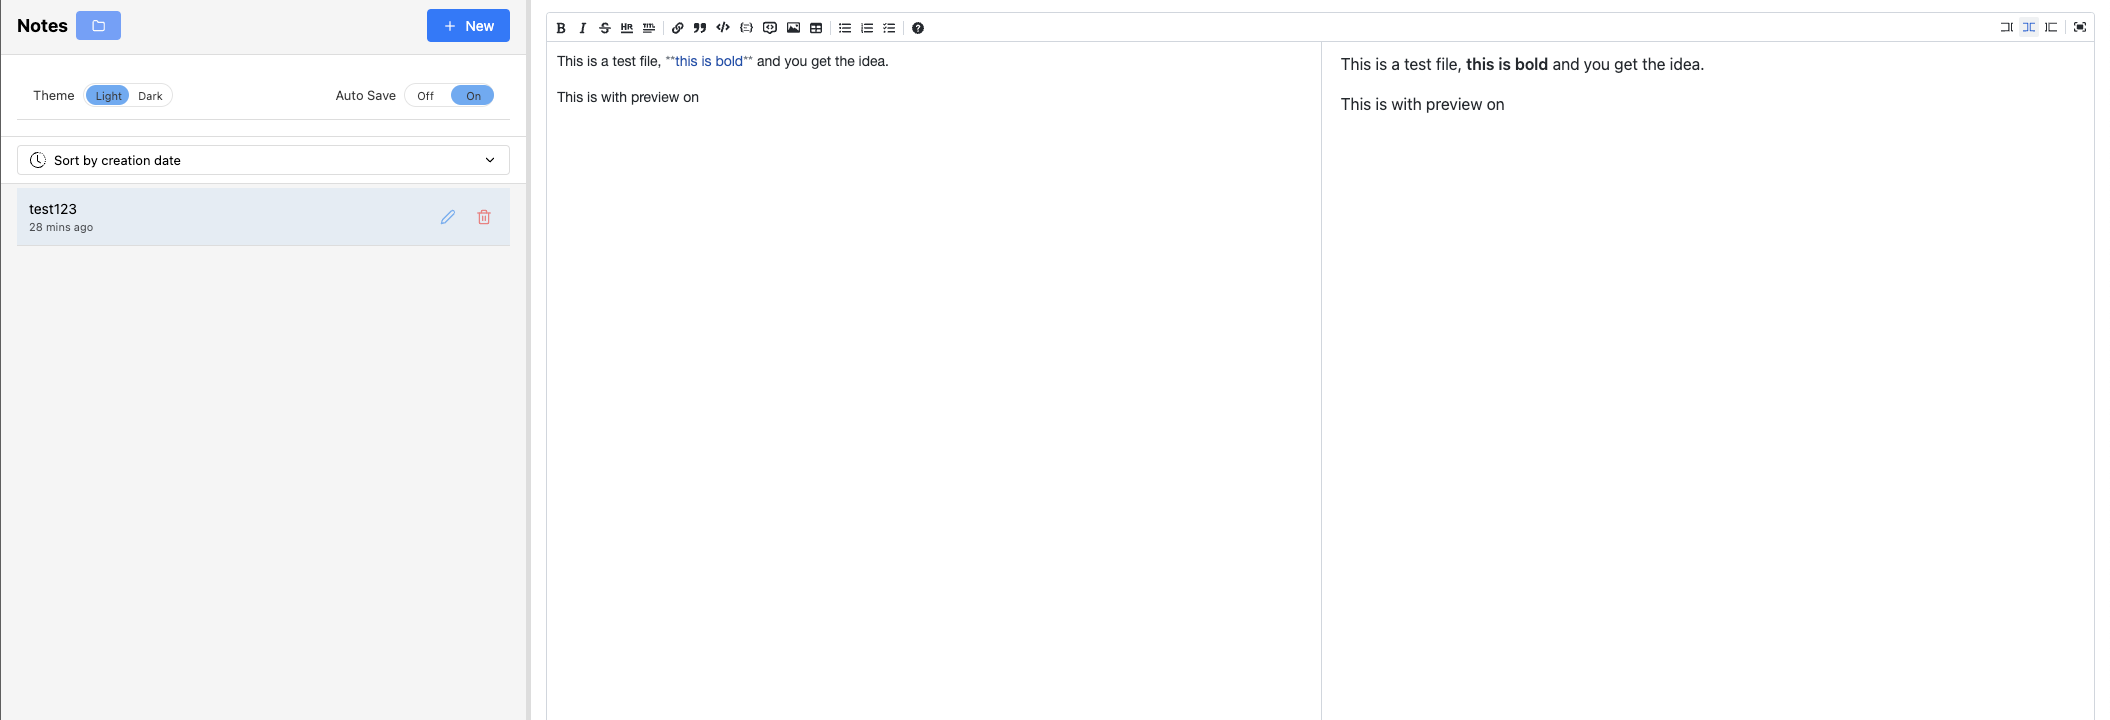 Notes
New
Theme Light Dark Auto Save Off On
Sort by creation date
test123
28 mins ago
B I S HR TITL
This is a test file, **this is bold** and you get the idea.
This is with preview on
This is a test file, this is bold and you get the idea.
This is with preview on